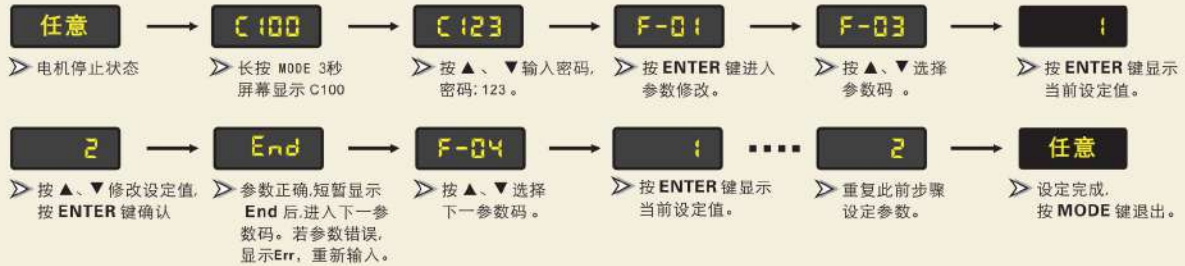 任意
C100
C123
F-01
F-03
1
电机停止状态
长按 MODE 3秒
屏幕显示 C100
按 ▲、 ▼ 输入密码,
密码: 123 。
按 ENTER 键进入
参数修改。
按 ▲、▼ 选择
参数码 。
按 ENTER 键显示
当前设定值。
2
End
F-04
1
2
任意
按 ▲、▼ 修改设定值,
按 ENTER 键确认
参数正确,短暂显示
End 后,进入下一参
数码。若参数错误,
显示Err, 重新输入。
按 ▲、▼ 选择
下一参数码 。
按 ENTER 键显示
当前设定值。
重复此前步骤
设定参数。
设定完成,
按 MODE 键退出。